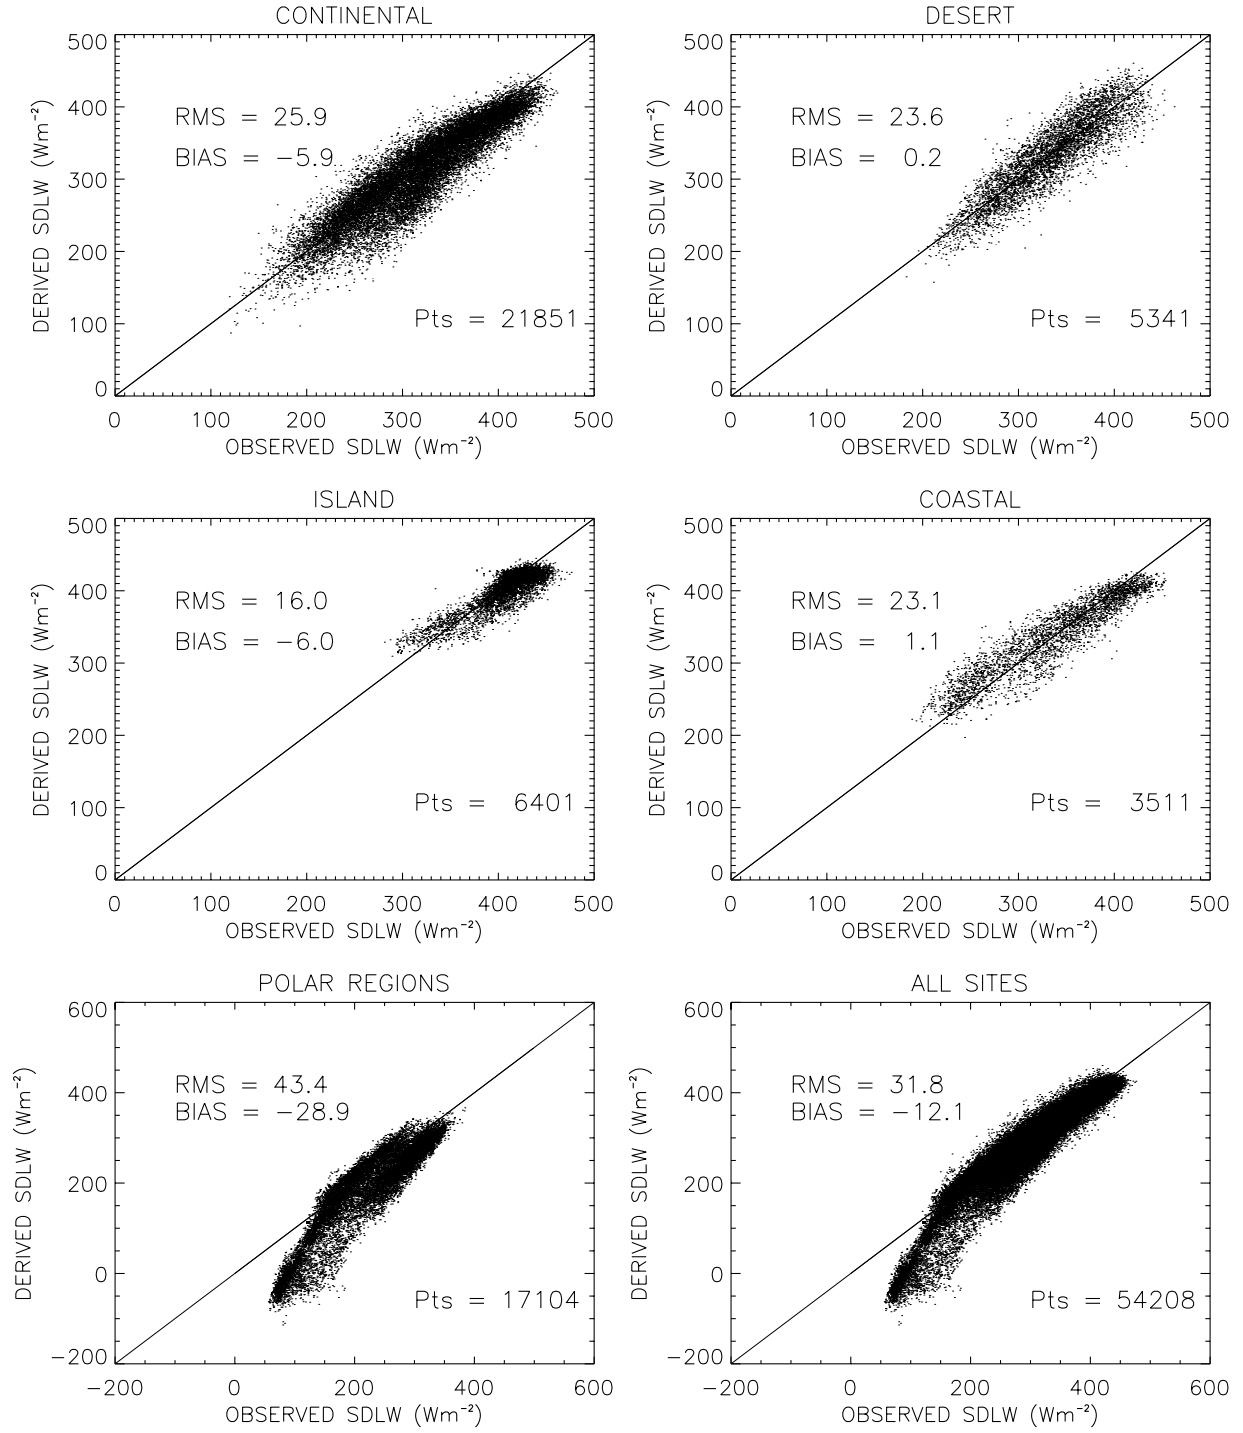 CONTINENTAL
500
400
300
200
100
0
DERIVED SDLW (Wm⁻²)
RMS = 25.9
BIAS = −5.9
Pts = 21851
0 100 200 300 400 500
OBSERVED SDLW (Wm⁻²)
DESERT
500
400
300
200
100
0
DERIVED SDLW (Wm⁻²)
RMS = 23.6
BIAS = 0.2
Pts = 5341
0 100 200 300 400 500
OBSERVED SDLW (Wm⁻²)
ISLAND
500
400
300
200
100
0
DERIVED SDLW (Wm⁻²)
RMS = 16.0
BIAS = −6.0
Pts = 6401
0 100 200 300 400 500
OBSERVED SDLW (Wm⁻²)
COASTAL
500
400
300
200
100
0
DERIVED SDLW (Wm⁻²)
RMS = 23.1
BIAS = 1.1
Pts = 3511
0 100 200 300 400 500
OBSERVED SDLW (Wm⁻²)
POLAR REGIONS
600
400
200
0
−200
DERIVED SDLW (Wm⁻²)
RMS = 43.4
BIAS = −28.9
Pts = 17104
−200 0 200 400 600
OBSERVED SDLW (Wm⁻²)
ALL SITES
600
400
200
0
−200
DERIVED SDLW (Wm⁻²)
RMS = 31.8
BIAS = −12.1
Pts = 54208
−200 0 200 400 600
OBSERVED SDLW (Wm⁻²)